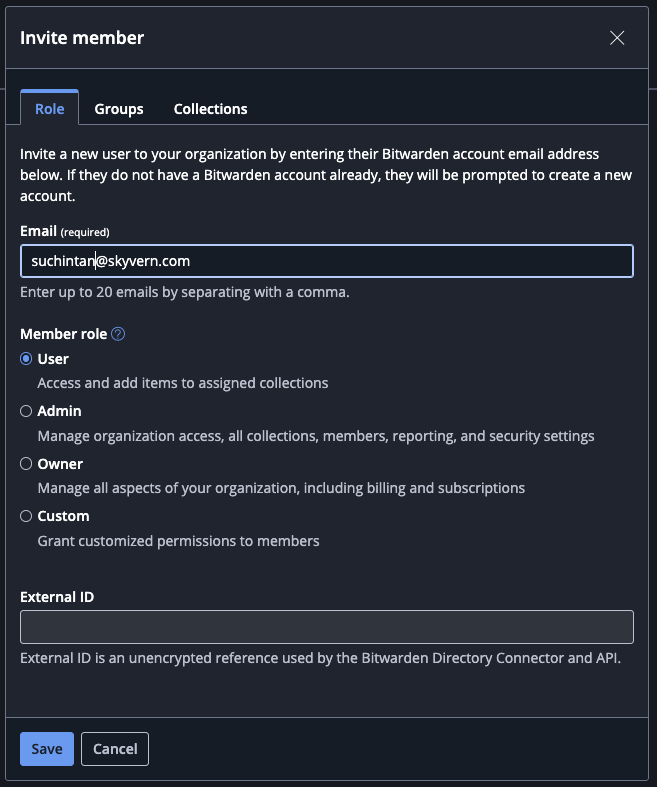 Invite member
Role Groups Collections
Invite a new user to your organization by entering their Bitwarden account email address
below. If they do not have a Bitwarden account already, they will be prompted to create a new
account.
Email (required)
suchintan@skyvern.com
Enter up to 20 emails by separating with a comma.
Member role
User
Access and add items to assigned collections
Admin
Manage organization access, all collections, members, reporting, and security settings
Owner
Manage all aspects of your organization, including billing and subscriptions
Custom
Grant customized permissions to members
External ID
External ID is an unencrypted reference used by the Bitwarden Directory Connector and API.
Save Cancel